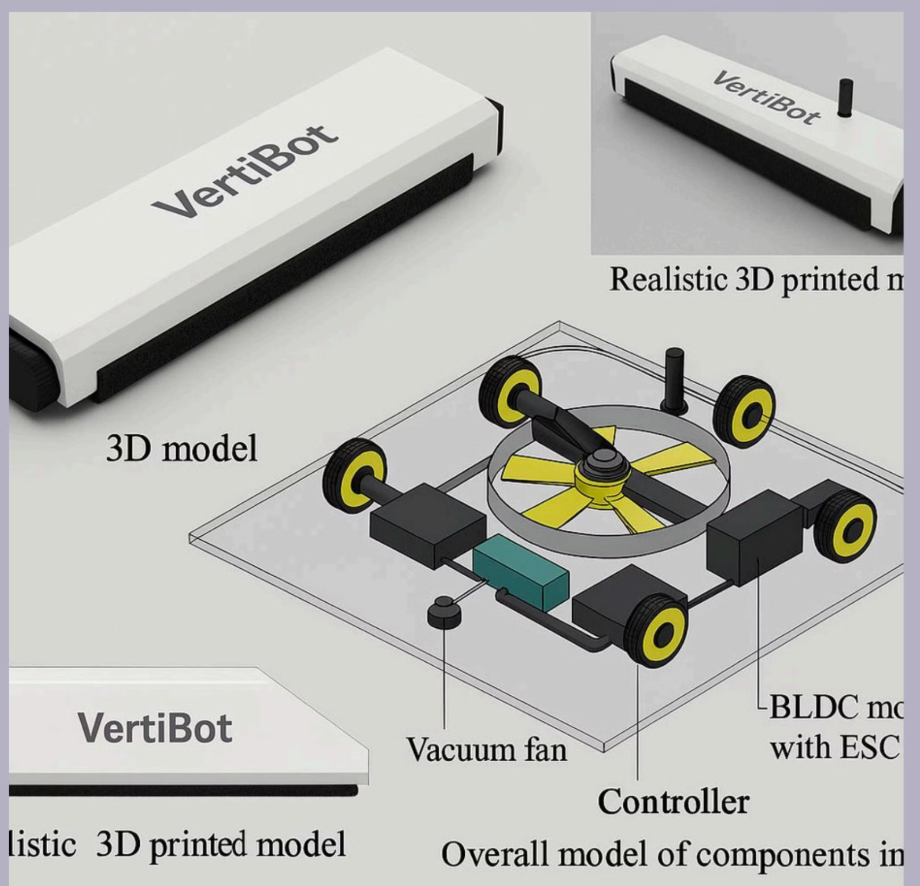 VertiBot
VertiBot
Realistic 3D printed
3D model
BLDC
with ESC
Vacuum fan
VertiBot
Controller
3D printed model
Overall model of components